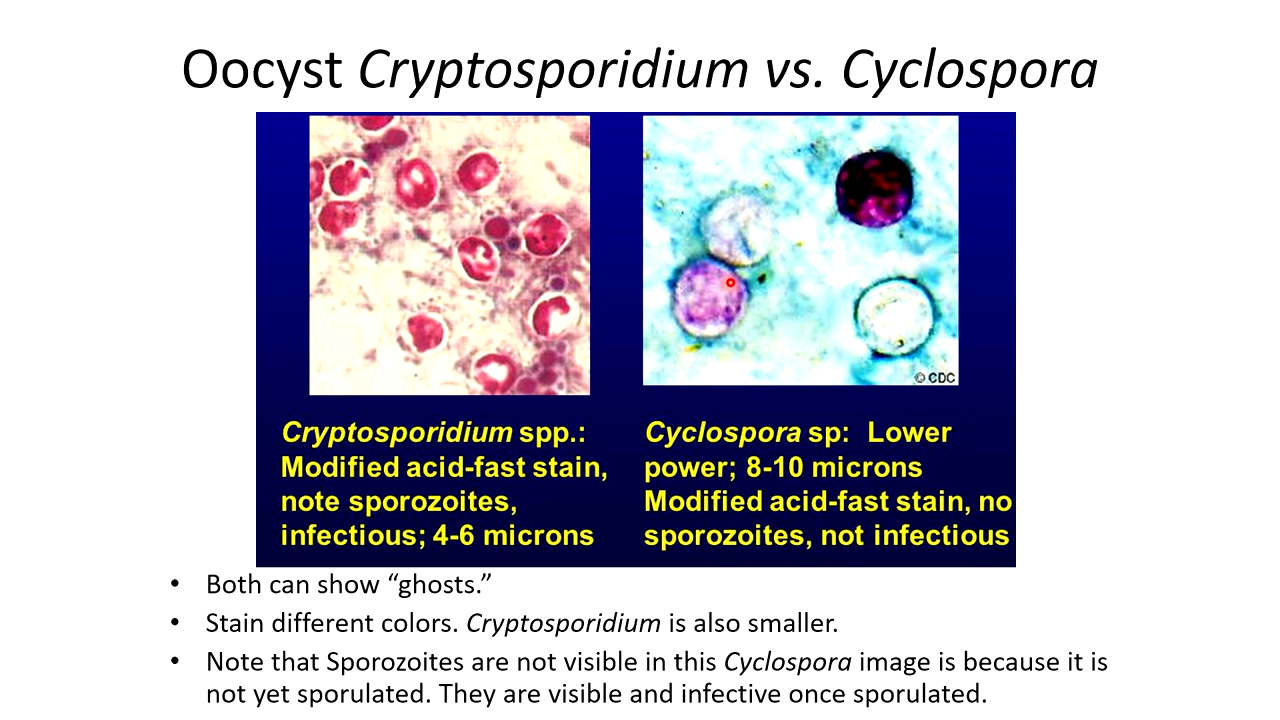 Oocyst Cryptosporidium vs. Cyclospora
© CDC
Cryptosporidium spp.:
Modified acid-fast stain,
note sporozoites,
infectious; 4-6 microns
Cyclospora sp:  Lower
power; 8-10 microns
Modified acid-fast stain, no
sporozoites, not infectious
• Both can show “ghosts.”
• Stain different colors. Cryptosporidium is also smaller.
• Note that Sporozoites are not visible in this Cyclospora image is because it is
not yet sporulated. They are visible and infective once sporulated.